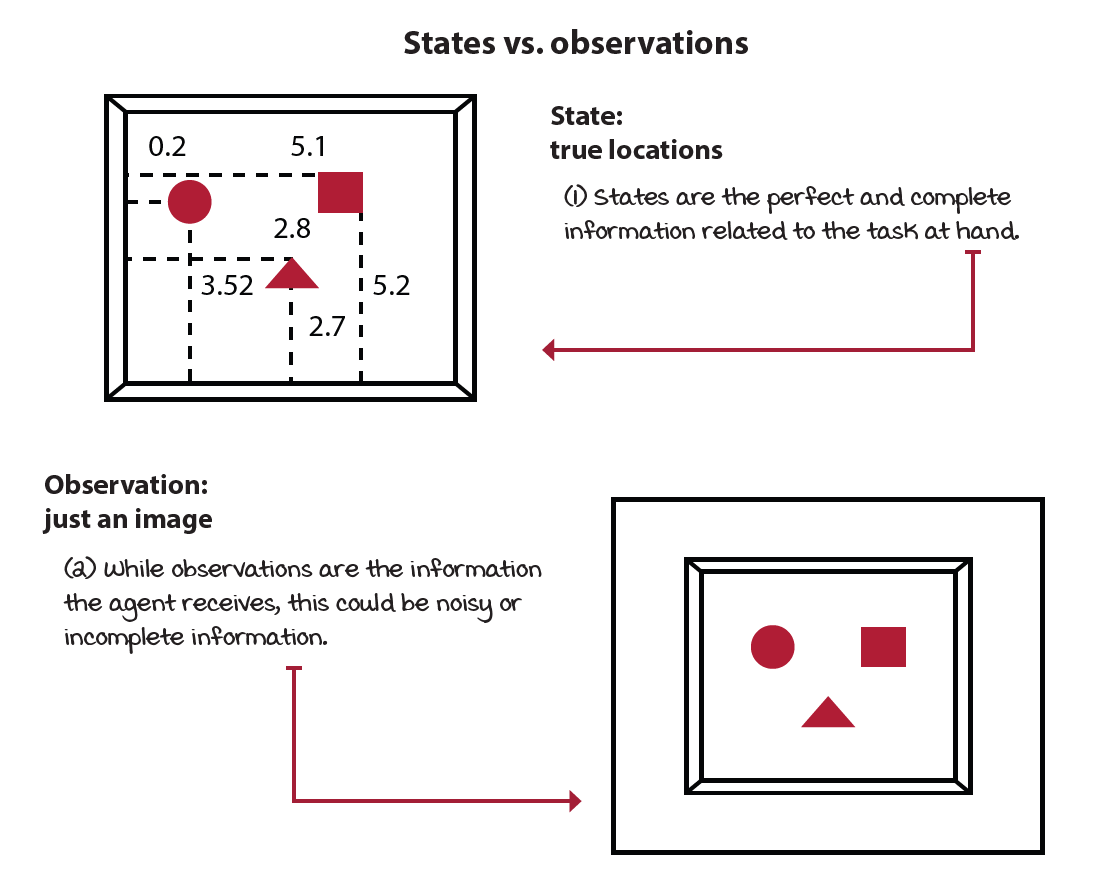 States vs. observations
0.2
5.1
2.8
3.52
5.2
2.7
State:
true locations
(1) States are the perfect and complete
information related to the task at hand.
Observation:
just an image
(2) While observations are the information
the agent receives, this could be noisy or
incomplete information.